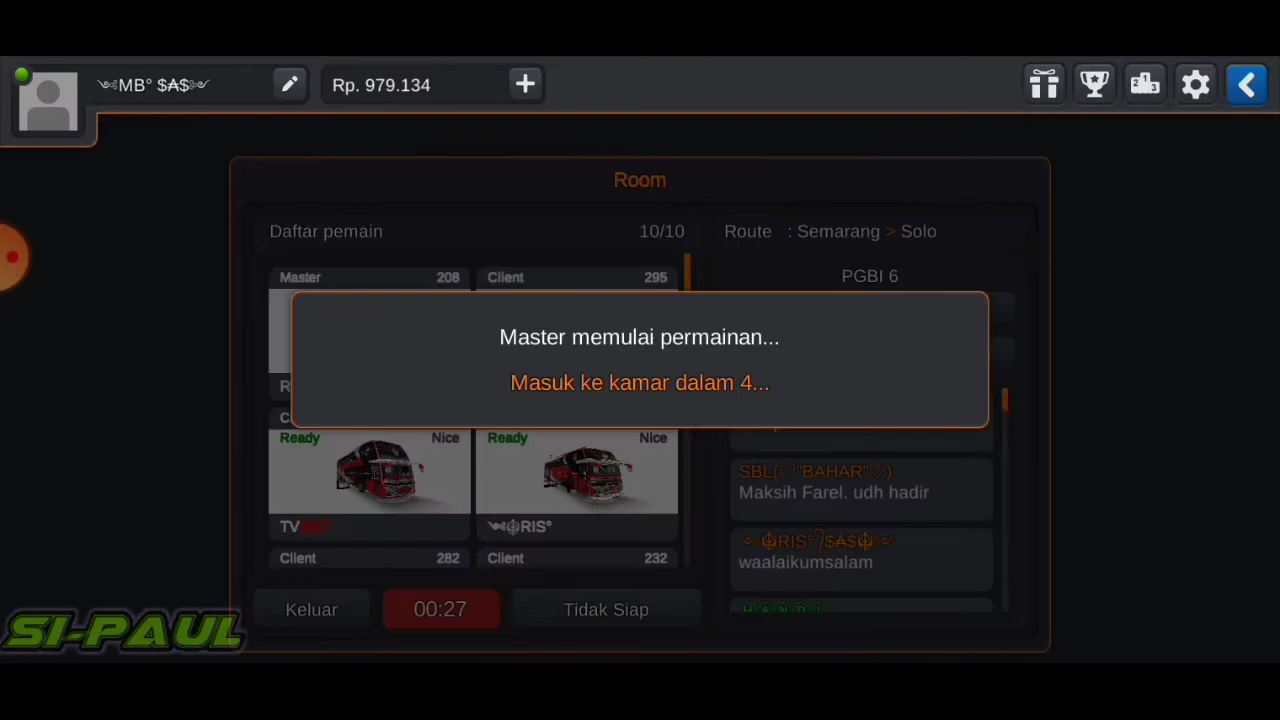 ༺MB° $₳$༻
Rp. 979.134
Room
Daftar pemain 10/10
Route : Semarang > Solo
Master 208
Client 295
PGBI 6
Master memulai permainan...
Masuk ke kamar dalam 4...
Ready Nice
Ready Nice
TV
RIS°
Client 282
Client 232
SBL(♡"BAHAR"♡)
Maksih Farel. udh hadir
RIS° $₳$
waalaikumsalam
H A N D I
Keluar
00:27
Tidak Siap
SI-PAUL